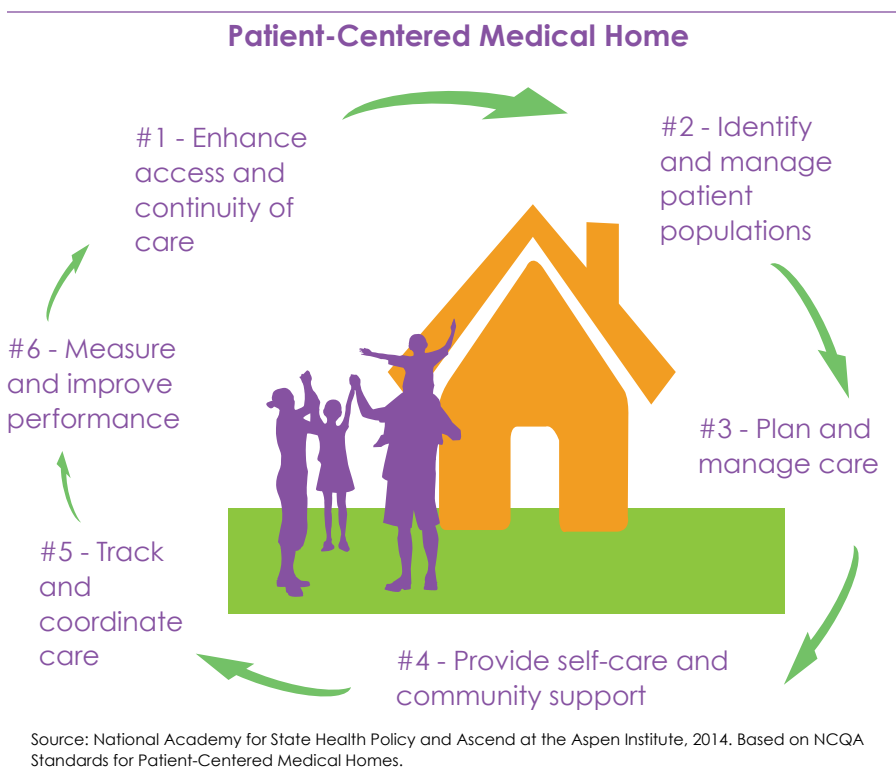 Patient-Centered Medical Home
#1 - Enhance
access and
continuity of
care
#2 - Identify
and manage
patient
populations
#3 - Plan and
manage care
#4 - Provide self-care and
community support
#5 - Track
and
coordinate
care
#6 - Measure
and improve
performance
Source: National Academy for State Health Policy and Ascend at the Aspen Institute, 2014. Based on NCQA
Standards for Patient-Centered Medical Homes.